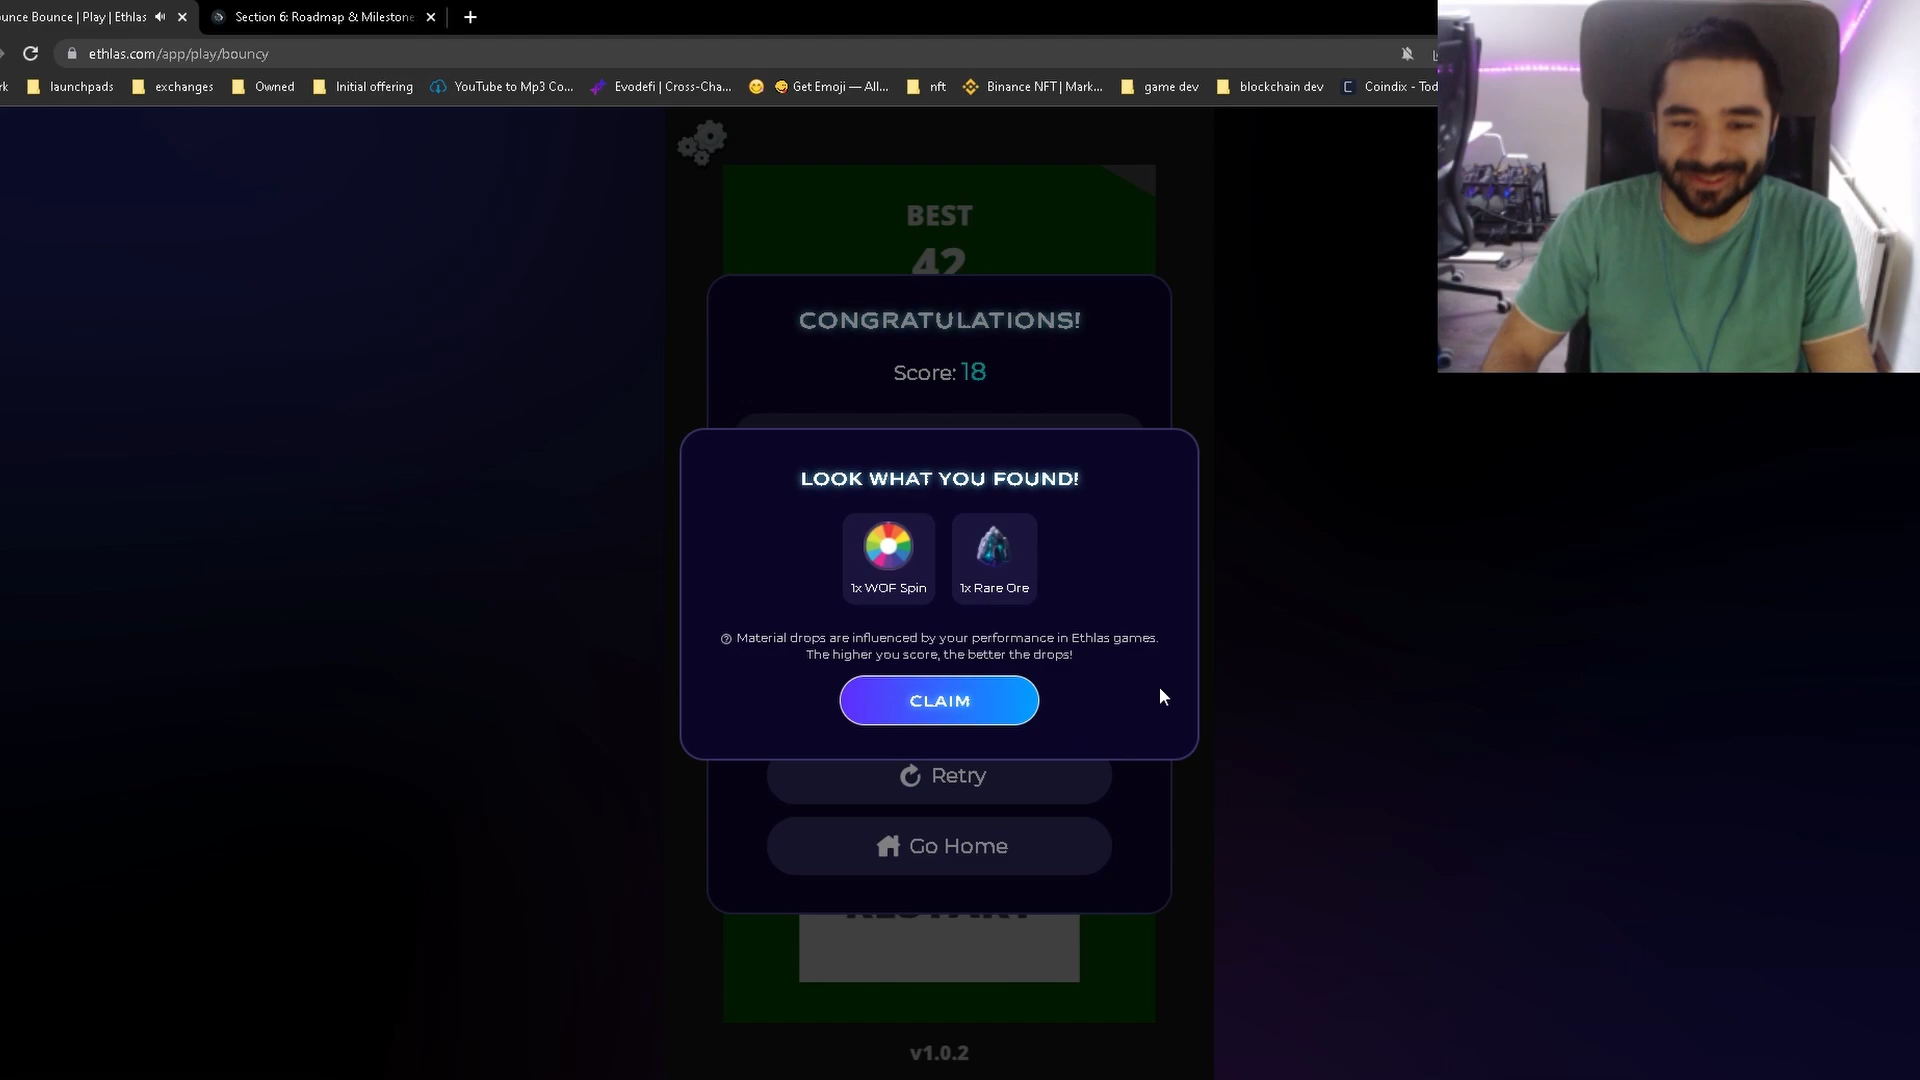 unce Bounce | Play | Ethlas
Section 6: Roadmap & Milestone
ethlas.com/app/play/bouncy
rk
launchpads
exchanges
Owned
Initial offering
YouTube to Mp3 Co...
Evodefi | Cross-Cha...
Get Emoji — All...
nft
Binance NFT | Mark...
game dev
blockchain dev
Coindix - Tod
BEST
42
CONGRATULATIONS!
Score: 18
LOOK WHAT YOU FOUND!
1x WOF Spin
1x Rare Ore
Material drops are influenced by your performance in Ethlas games.
The higher you score, the better the drops!
CLAIM
Retry
Go Home
RESTART
v1.0.2